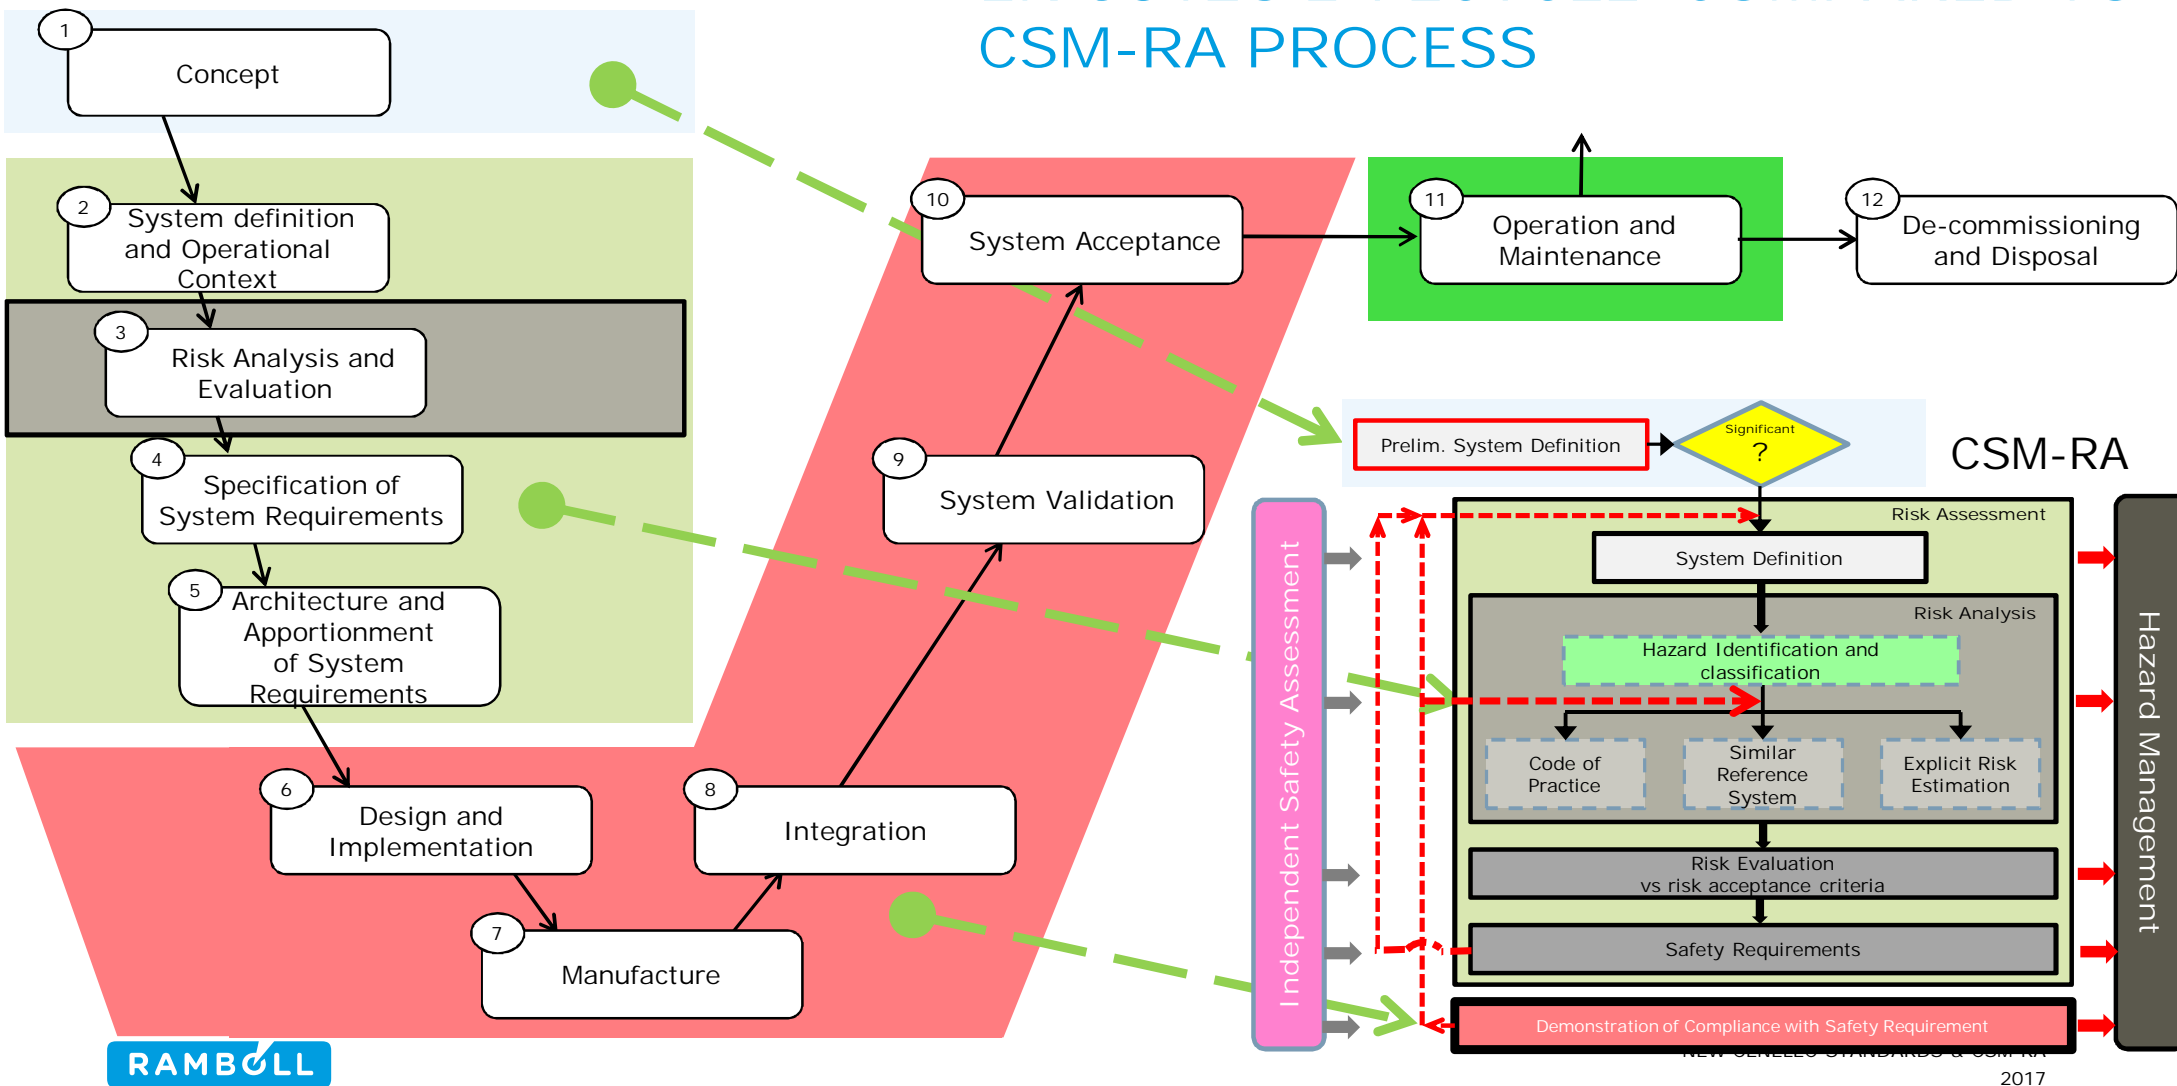 CSM-RA PROCESS
1
Concept
2
System definition
and Operational
Context
3
Risk Analysis and
Evaluation
4
Specification of
System Requirements
5
Architecture and
Apportionment
of System
Requirements
6
Design and
Implementation
7
Manufacture
8
Integration
9
System Validation
10
System Acceptance
11
Operation and
Maintenance
12
De-commissioning
and Disposal
Prelim. System Definition
Significant
?
CSM-RA
Independent Safety Assessment
Risk Assessment
System Definition
Risk Analysis
Hazard Identification and
classification
Code of
Practice
Similar
Reference
System
Explicit Risk
Estimation
Risk Evaluation
vs risk acceptance criteria
Safety Requirements
Demonstration of Compliance with Safety Requirement
Hazard Management
NEW CENELEC STANDARDS & CSM-RA
2017
RAMBOLL